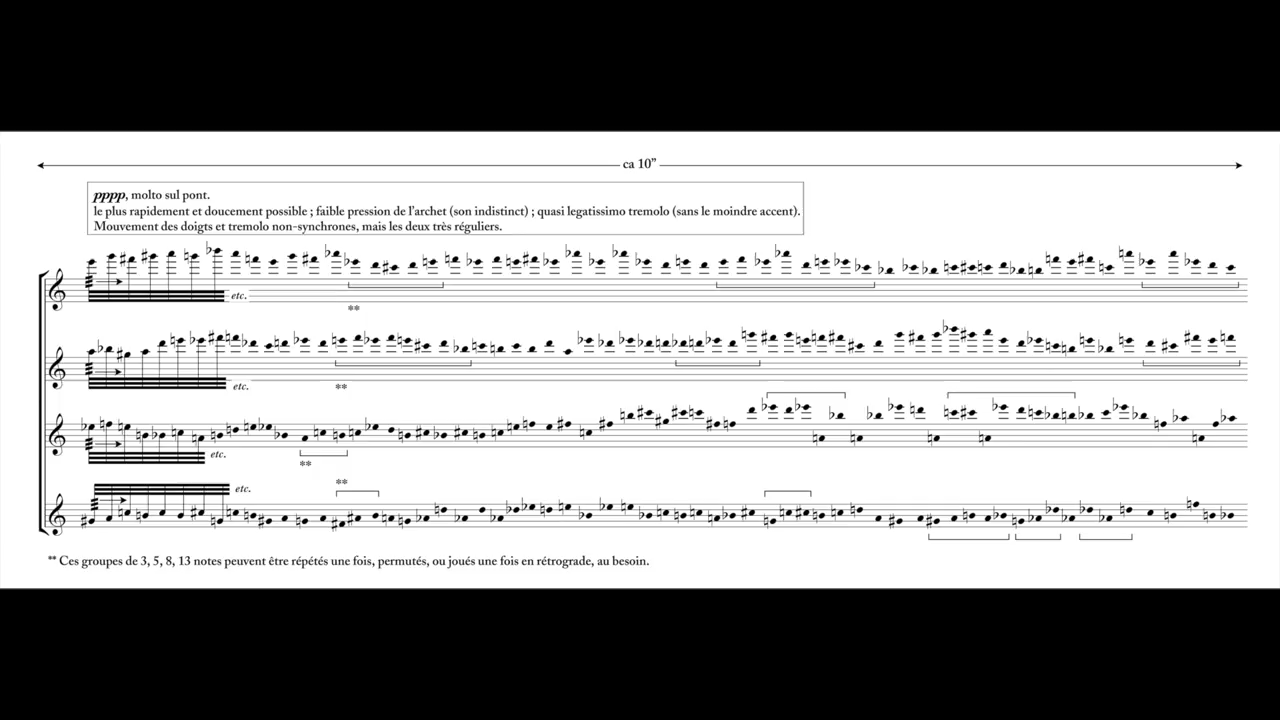 ca 10”
pppp, molto sul pont.
le plus rapidement et doucement possible ; faible pression de l’archet (son indistinct) ; quasi legatissimo tremolo (sans le moindre accent).
Mouvement des doigts et tremolo non-synchrones, mais les deux très réguliers.
etc.
**
etc.
**
etc.
**
**
etc.
** Ces groupes de 3, 5, 8, 13 notes peuvent être répétés une fois, permutés, ou joués une fois en rétrograde, au besoin.